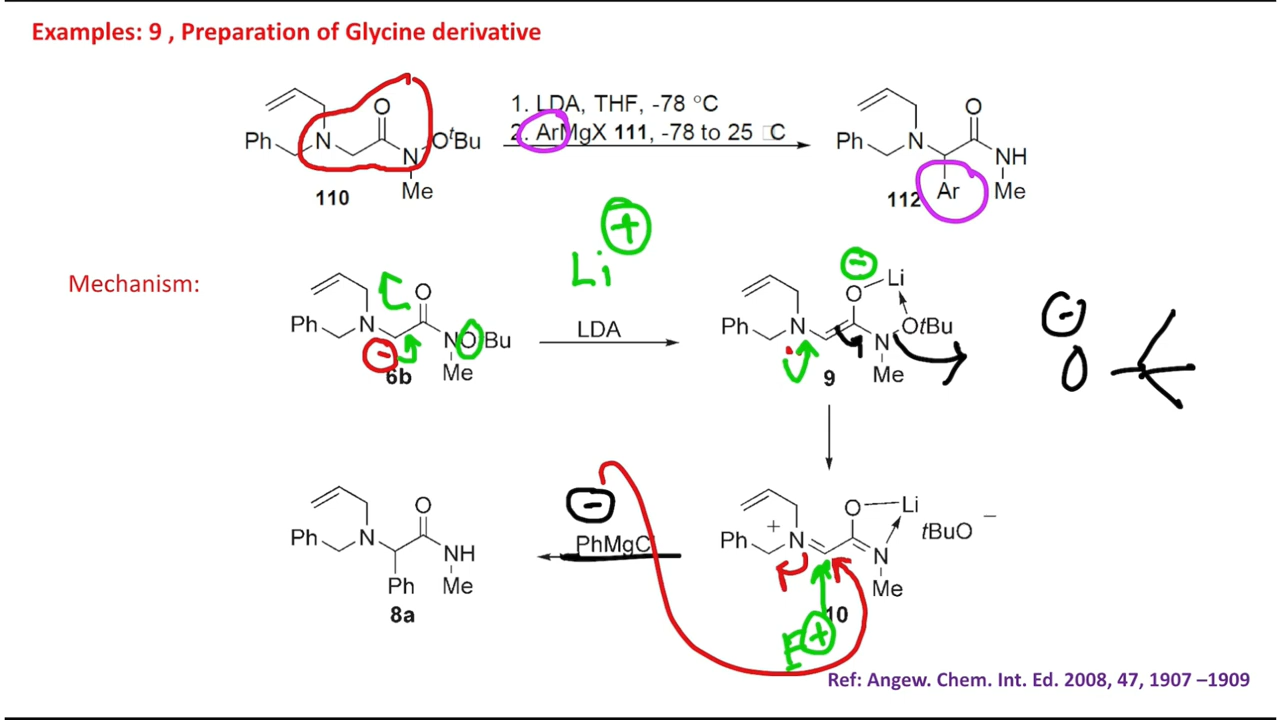 Examples: 9 , Preparation of Glycine derivative
1. LDA, THF, -78 °C
2. ArMgX 111, -78 to 25 □C
Ph N O N OᵗBu Me
110
Ph N O NH Me Ar
112
Li +
Mechanism:
Ph N O N O Bu Me −
6b
LDA
Ph N O Li OtBu N Me −
9
− O
Ph N O NH Me Ph
8a
−
PhMgC
Ph N + O Li N Me
tBuO −
10
E +
Ref: Angew. Chem. Int. Ed. 2008, 47, 1907 –1909